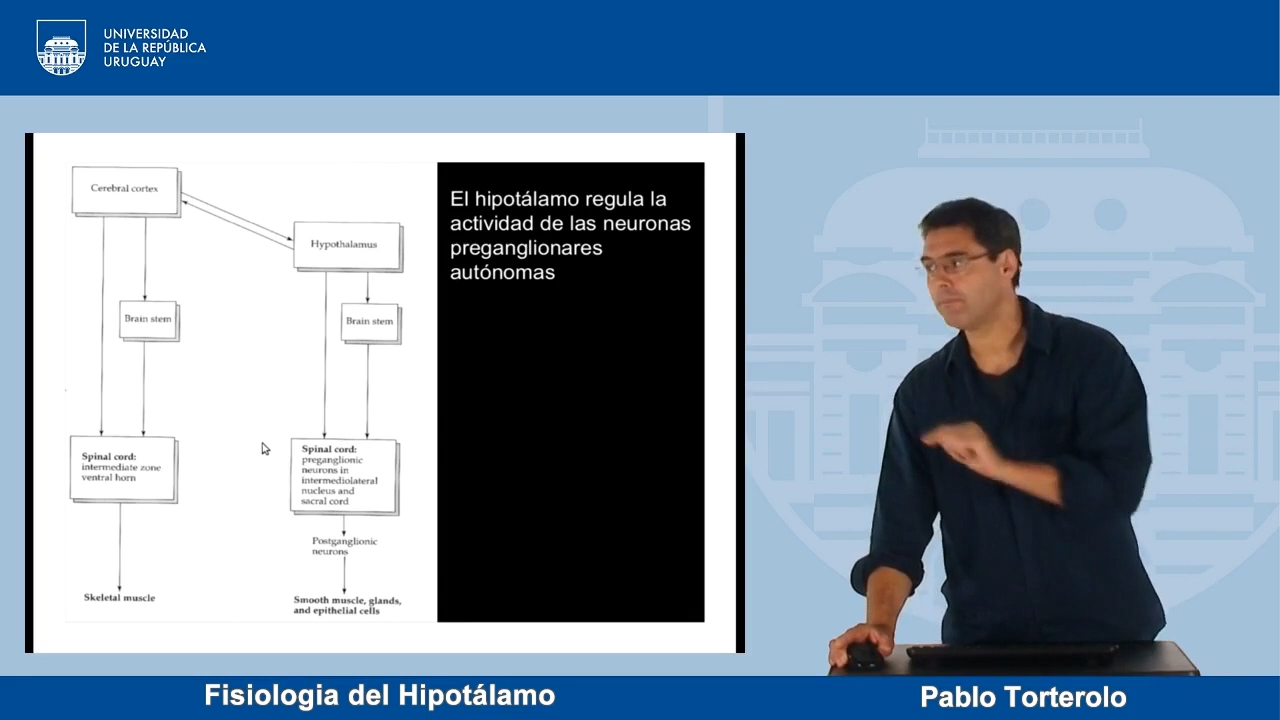 UNIVERSIDAD
DE LA REPÚBLICA
URUGUAY
Cerebral cortex
Hypothalamus
Brain stem
Brain stem
Spinal cord:
intermediate zone
ventral horn
Spinal cord:
preganglionic
neurons in
intermediolateral
nucleus and
sacral cord
Postganglionic
neurons
Skeletal muscle
Smooth muscle, glands,
and epithelial cells
El hipotálamo regula la
actividad de las neuronas
preganglionares
autónomas
Fisiologia del Hipotálamo
Pablo Torterolo